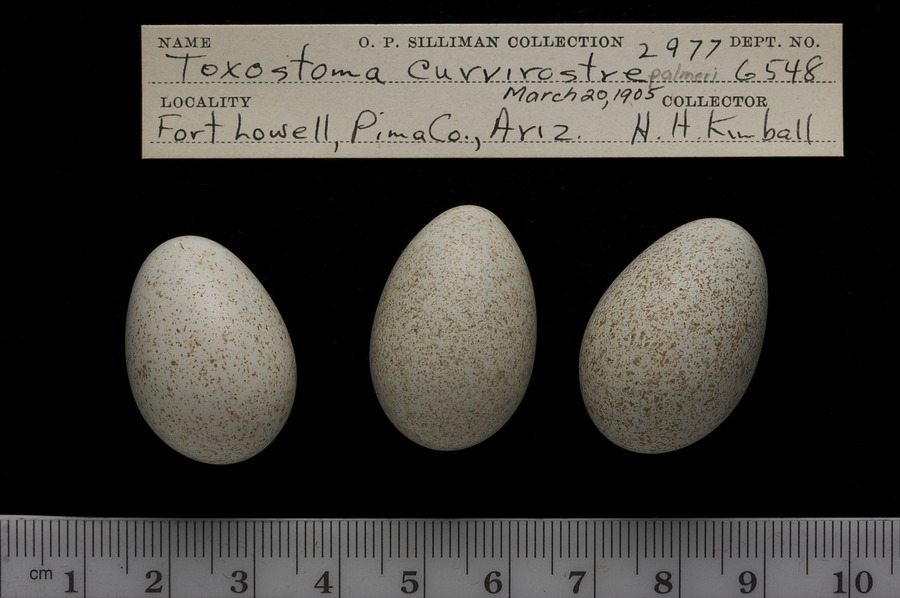 NAME O. P. SILLIMAN COLLECTION 2977 DEPT. NO.
Toxostoma curvirostre palmeri 6548
LOCALITY March 20, 1905 COLLECTOR
Fort Lowell, Pima Co., Ariz. H. H. Kimball
cm 1 2 3 4 5 6 7 8 9 10